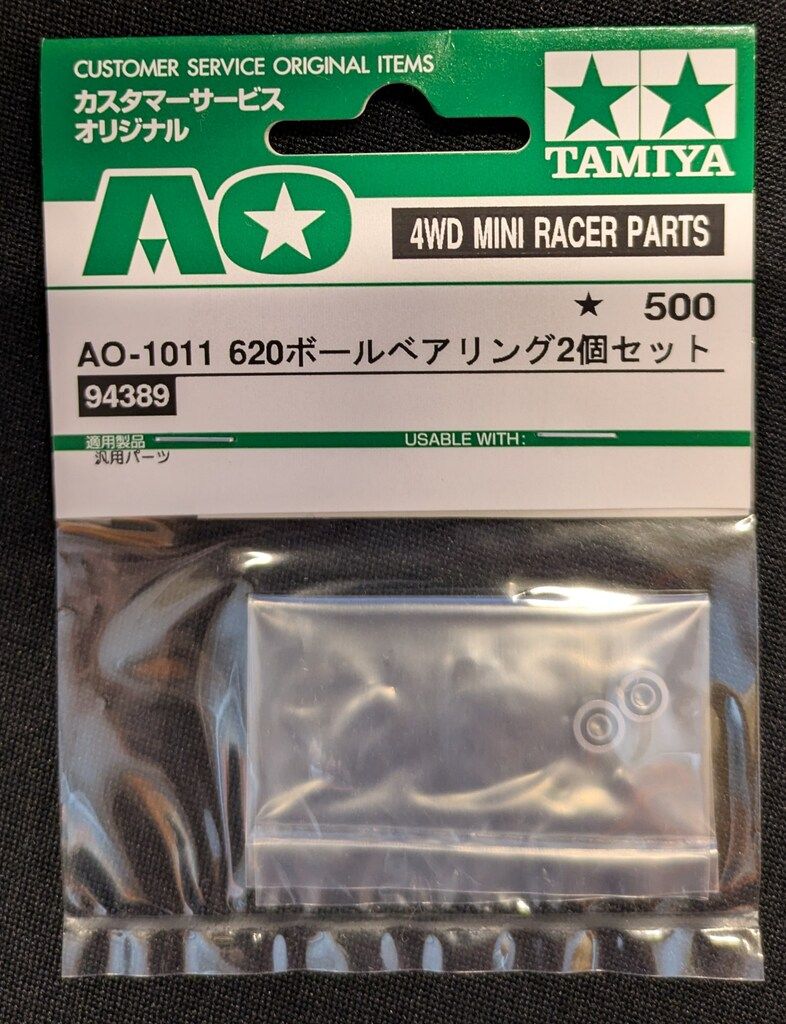 CUSTOMER SERVICE ORIGINAL ITEMS
カスタマーサービス
オリジナル
TAMIYA
AO
4WD MINI RACER PARTS
★ 500
AO-1011 620ボールベアリング2個セット
94389
適用製品
USABLE WITH:
汎用パーツ